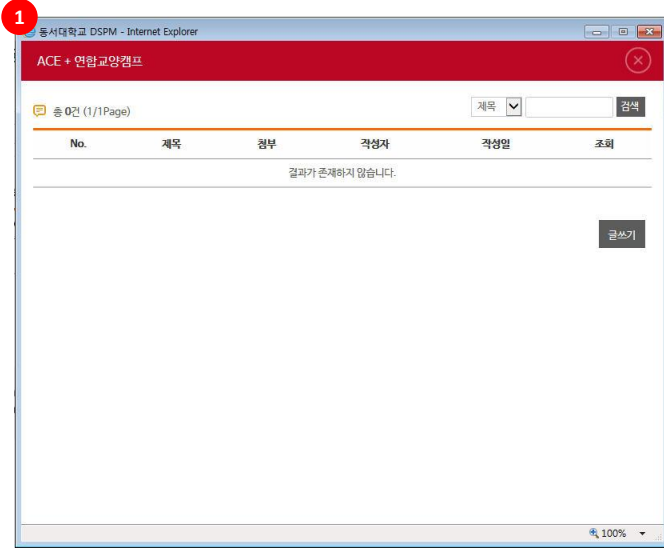 1
동서대학교 DSPM - Internet Explorer
ACE + 연합교양캠프
총 0건 (1/1Page)
제목 검색
No. 제목 첨부 작성자 작성일 조회
결과가 존재하지 않습니다.
글쓰기
100%